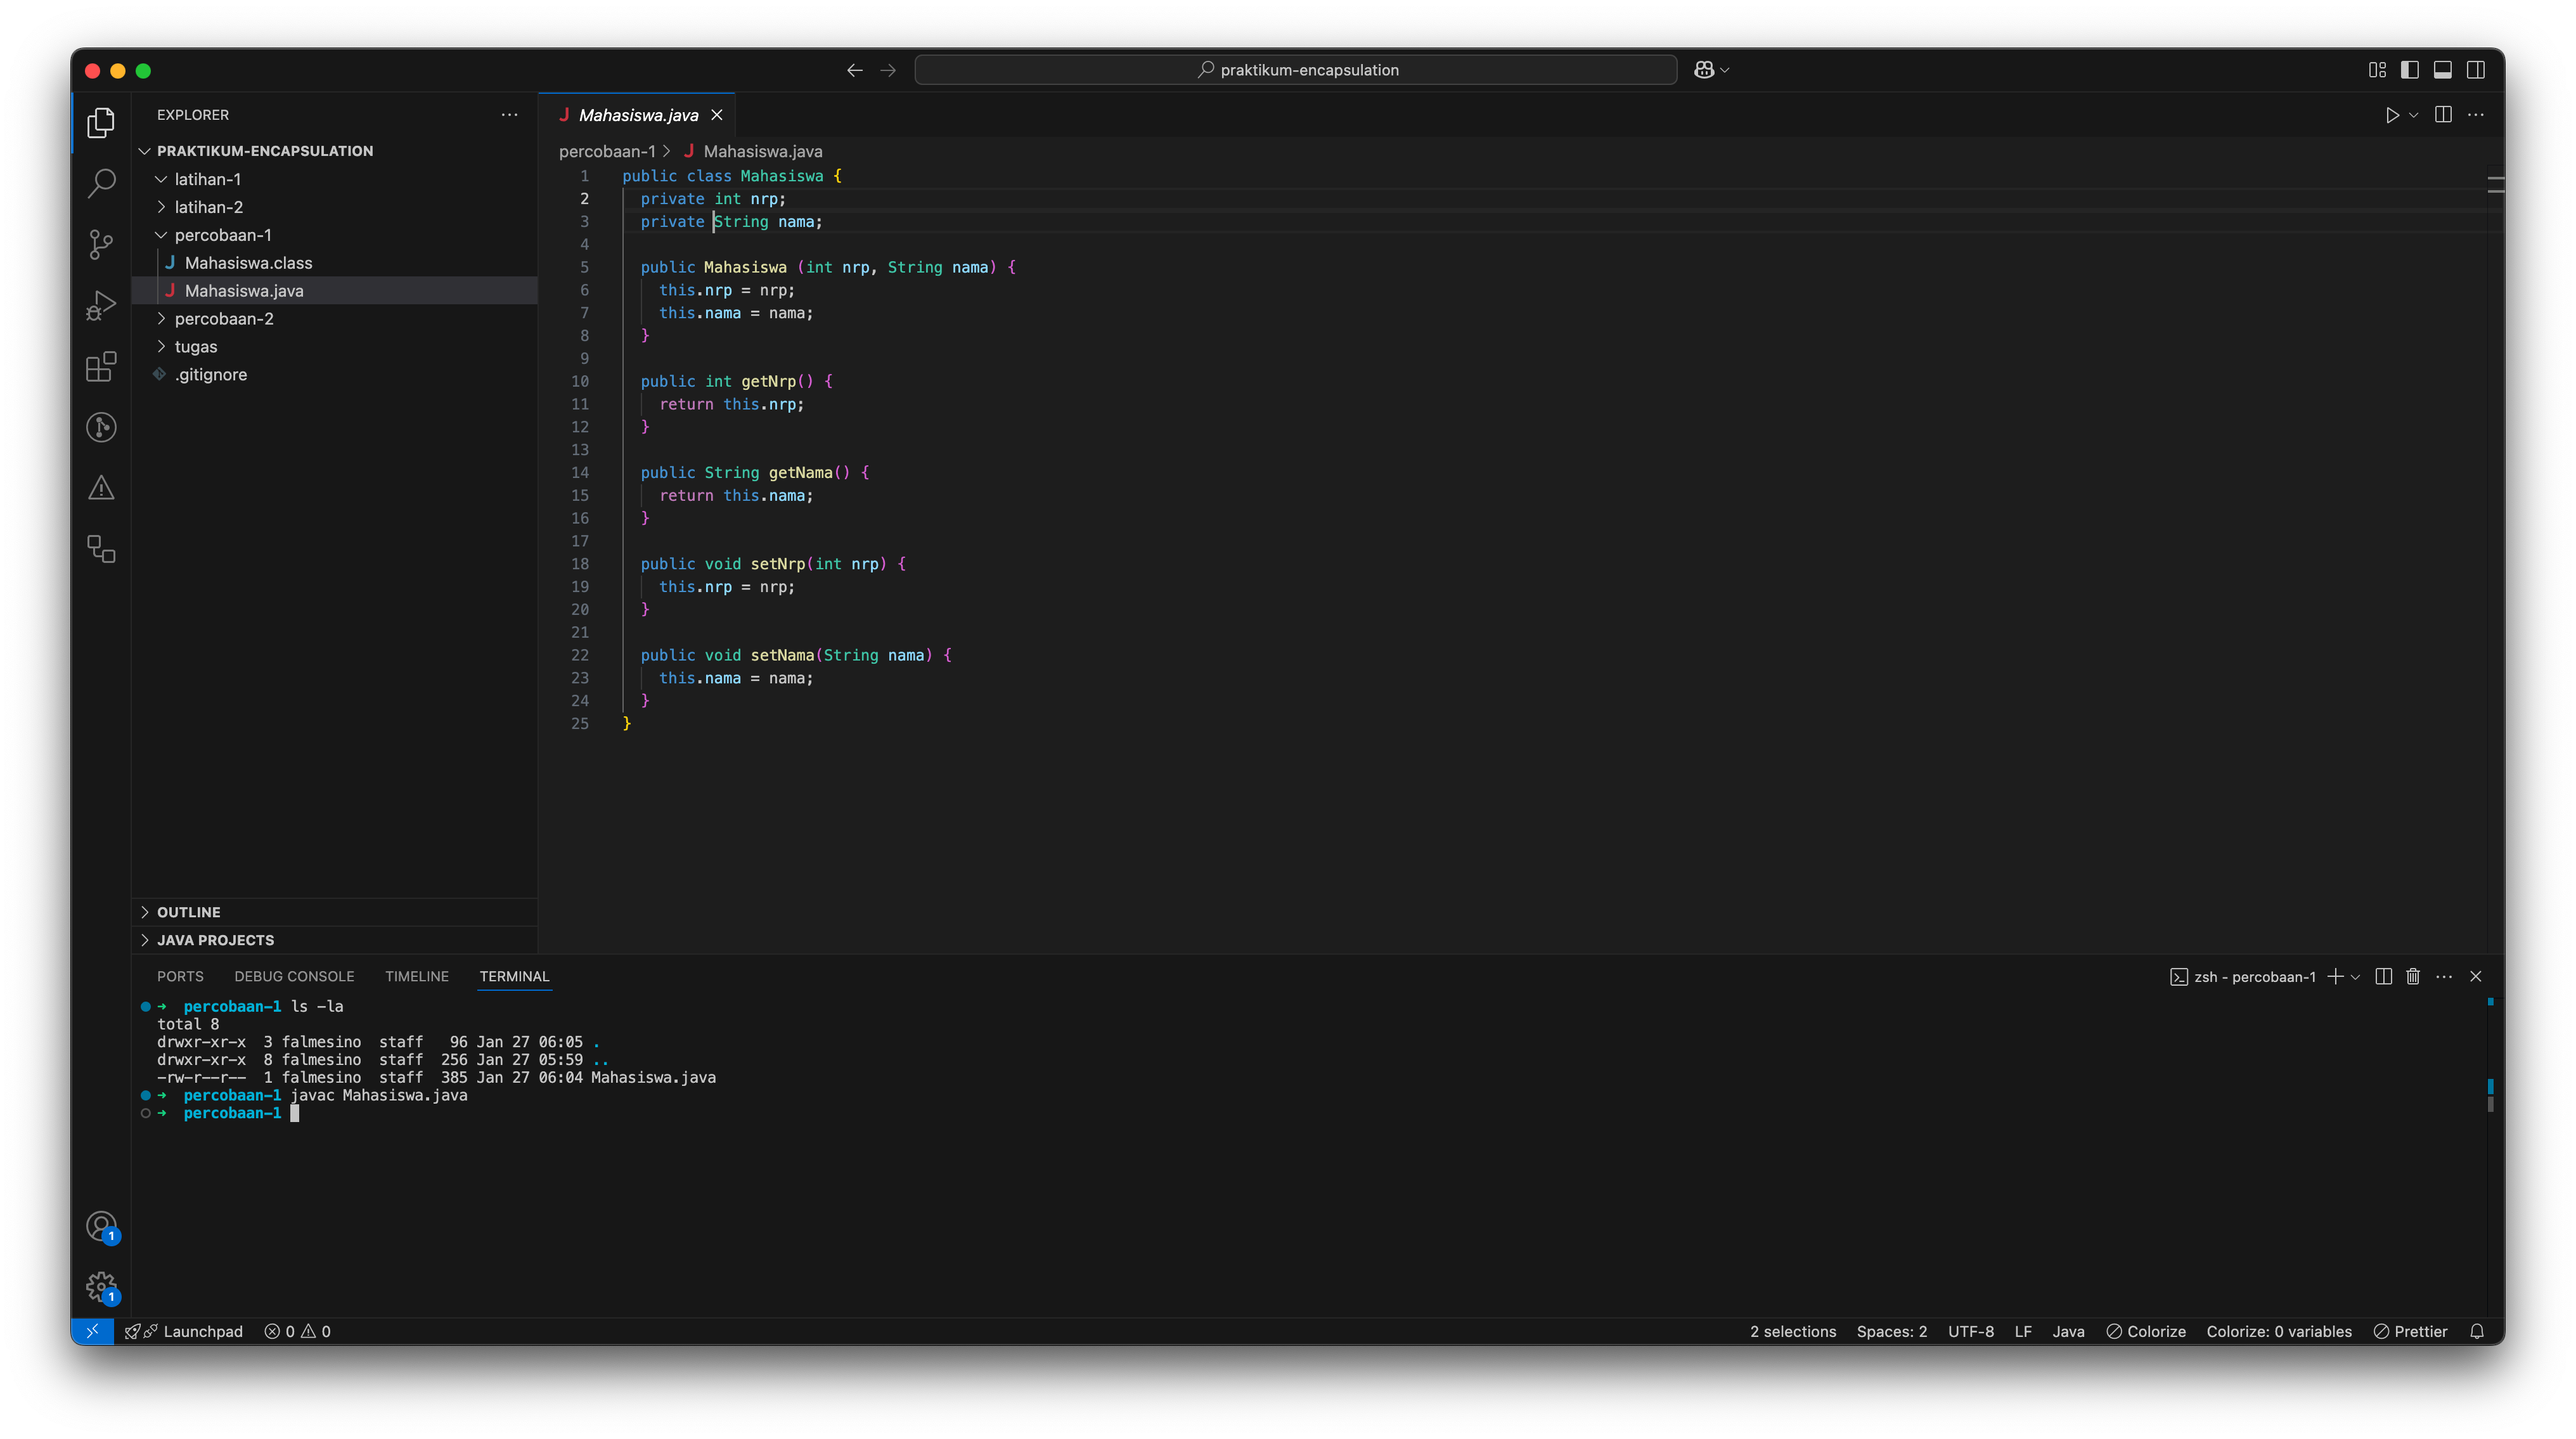 praktikum-encapsulation
EXPLORER
PRAKTIKUM-ENCAPSULATION
latihan-1
latihan-2
percobaan-1
Mahasiswa.class
Mahasiswa.java
percobaan-2
tugas
.gitignore
OUTLINE
JAVA PROJECTS
Mahasiswa.java
percobaan-1 > Mahasiswa.java
1 public class Mahasiswa {
2 private int nrp;
3 private String nama;
4
5 public Mahasiswa (int nrp, String nama) {
6 this.nrp = nrp;
7 this.nama = nama;
8 }
9
10 public int getNrp() {
11 return this.nrp;
12 }
13
14 public String getNama() {
15 return this.nama;
16 }
17
18 public void setNrp(int nrp) {
19 this.nrp = nrp;
20 }
21
22 public void setNama(String nama) {
23 this.nama = nama;
24 }
25 }
PORTS DEBUG CONSOLE TIMELINE TERMINAL
zsh - percobaan-1
➜ percobaan-1 ls -la
total 8
drwxr-xr-x 3 falmesino staff 96 Jan 27 06:05 .
drwxr-xr-x 8 falmesino staff 256 Jan 27 05:59 ..
-rw-r--r-- 1 falmesino staff 385 Jan 27 06:04 Mahasiswa.java
➜ percobaan-1 javac Mahasiswa.java
➜ percobaan-1
1
1
Launchpad 0 0
2 selections Spaces: 2 UTF-8 LF Java Colorize Colorize: 0 variables Prettier